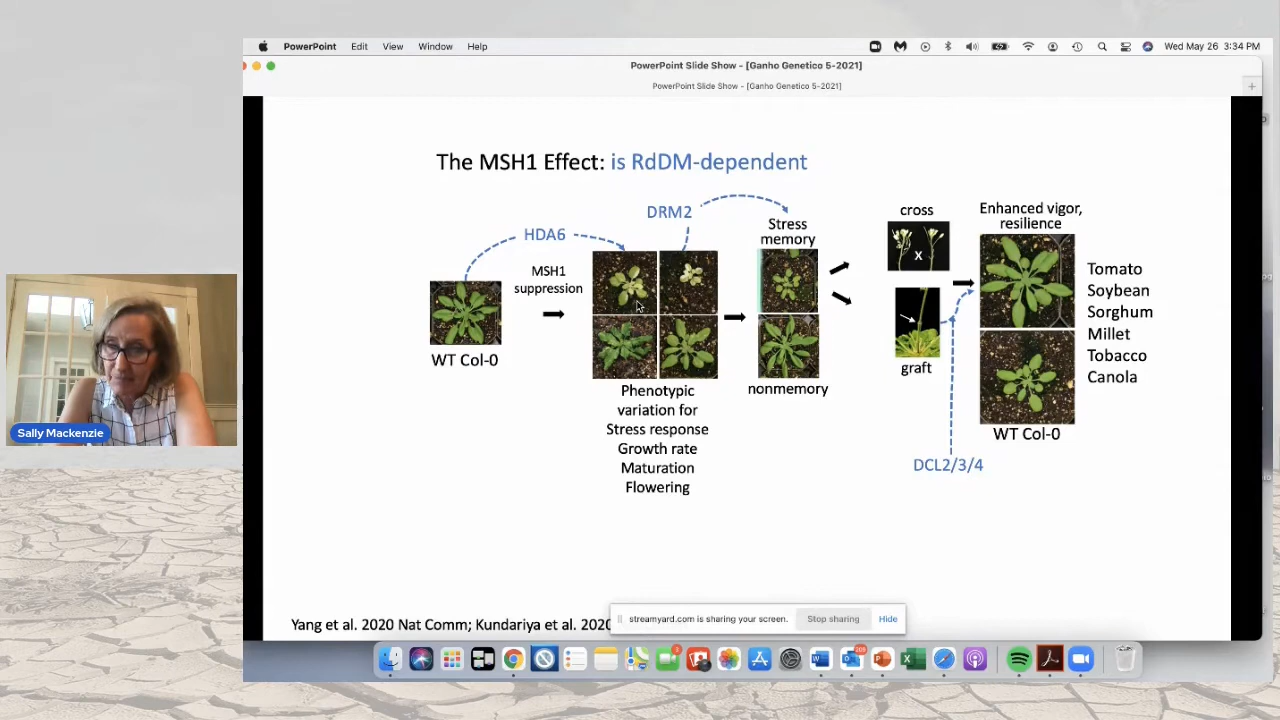 PowerPoint Edit View Window Help Wed May 26 3:34 PM
PowerPoint Slide Show - [Ganho Genetico 5-2021]
PowerPoint Slide Show - [Ganho Genetico 5-2021]
The MSH1 Effect: is RdDM-dependent
HDA6
DRM2
MSH1
suppression
WT Col-0
Phenotypic
variation for
Stress response
Growth rate
Maturation
Flowering
Stress
memory
nonmemory
cross
X
graft
DCL2/3/4
Enhanced vigor,
resilience
WT Col-0
Tomato
Soybean
Sorghum
Millet
Tobacco
Canola
Sally Mackenzie
Yang et al. 2020 Nat Comm; Kundariya et al. 2020
streamyard.com is sharing your screen. Stop sharing Hide